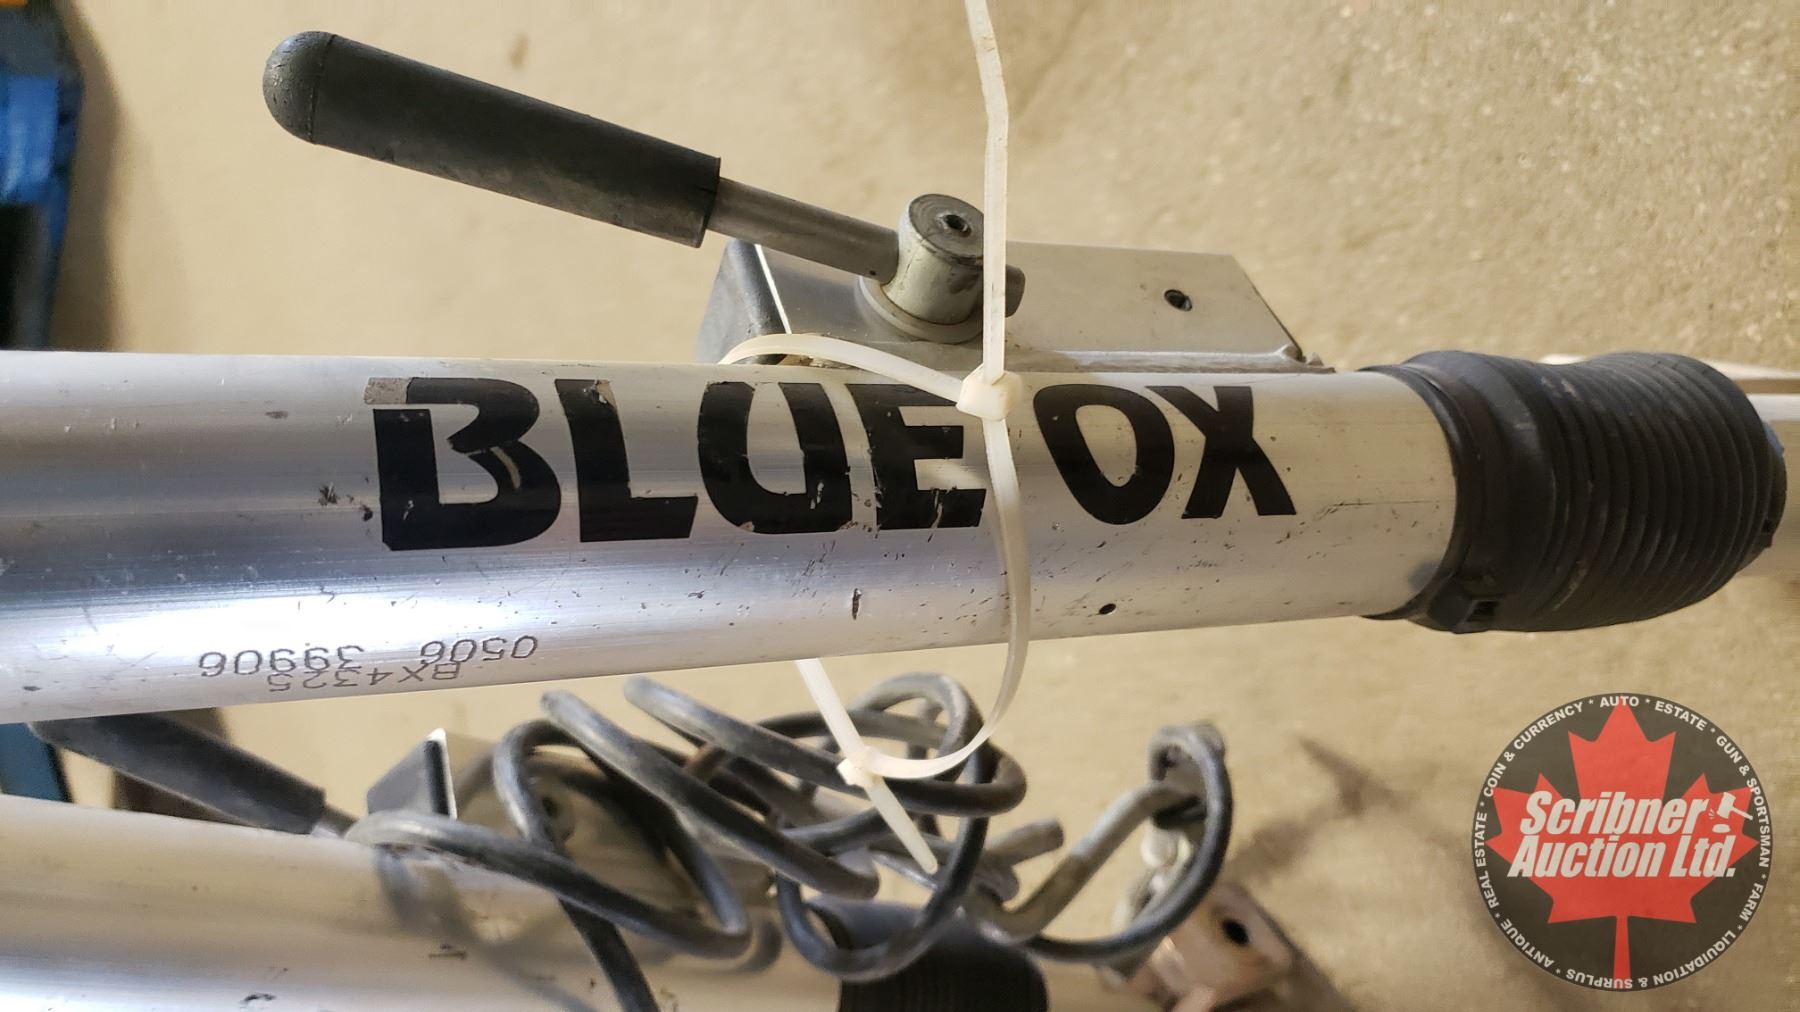 BLUE OX
0506 39906
BX4325
* AUTO * ESTATE * GUN & SPORTSMAN * FARM * LIQUIDATION & SURPLUS * ANTIQUE * REAL ESTATE * COIN & CURRENCY
Scribner
Auction Ltd.